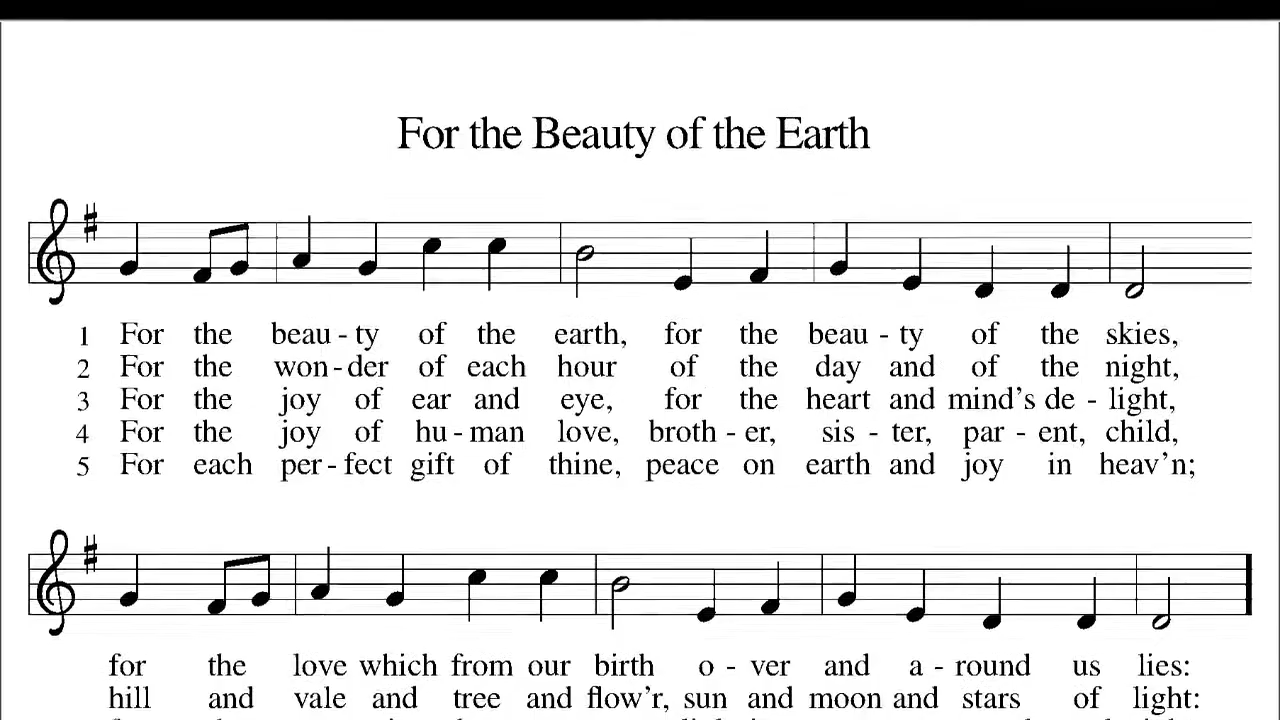 For the Beauty of the Earth
1 For the beau - ty of the earth, for the beau - ty of the skies,
2 For the won - der of each hour of the day and of the night,
3 For the joy of ear and eye, for the heart and mind's de - light,
4 For the joy of hu - man love, broth - er, sis - ter, par - ent, child,
5 For each per - fect gift of thine, peace on earth and joy in heav'n;
for the love which from our birth o - ver and a - round us lies:
hill and vale and tree and flow'r, sun and moon and stars of light: